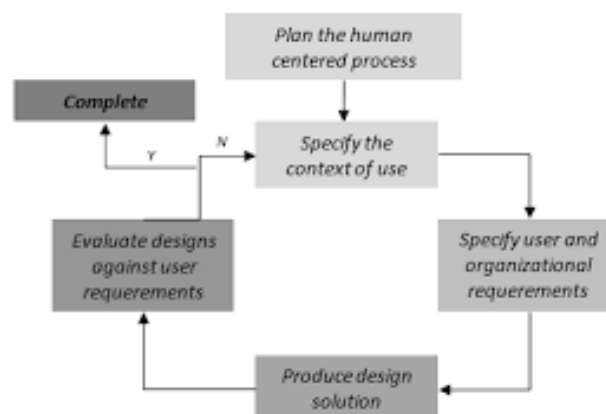 Plan the human
centered process
Complete
Y
N
Specify the
context of use
Evaluate designs
against user
requerements
Specify user and
organizational
requerements
Produce design
solution